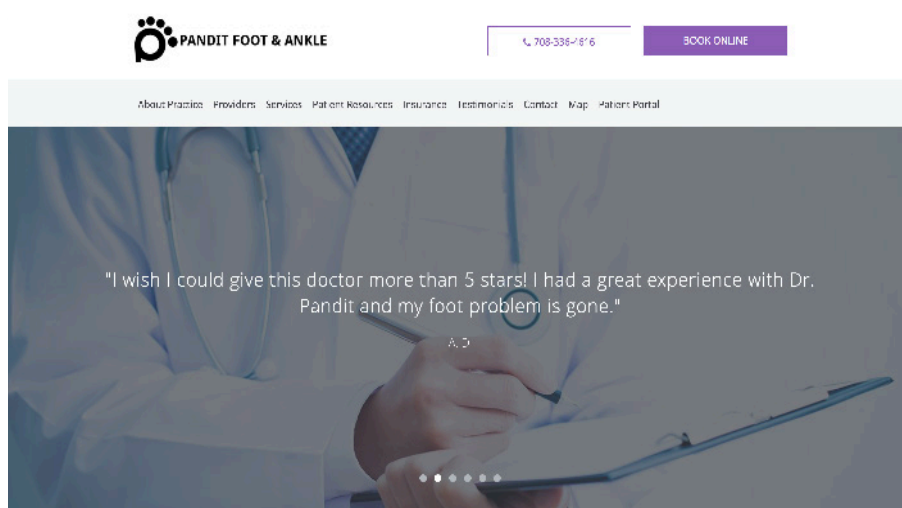 PANDIT FOOT & ANKLE
BOOK ONLINE
About Practice Providers Services Patient Resources Insurance Testimonials Contact Map Patient Portal
"I wish I could give this doctor more than 5 stars! I had a great experience with Dr.
Pandit and my foot problem is gone."
A. D